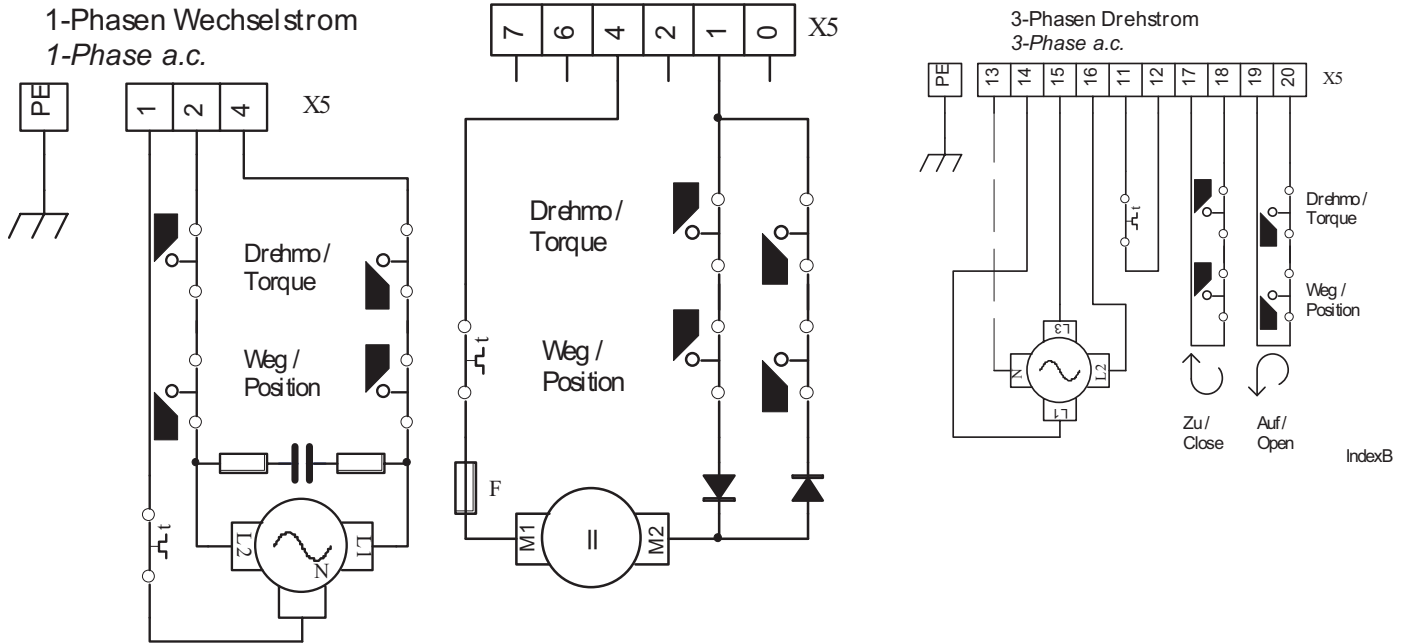 1-Phasen Wechselstrom
1-Phase a.c.
PE
1 2 4 X5
Drehmo/
Torque
Weg /
Position
t
L2 N L1
7 6 4 2 1 0 X5
Drehmo/
Torque
Weg /
Position
t
F
M1 II M2
3-Phasen Drehstrom
3-Phase a.c.
PE
13 14 15 16 11 12 17 18 19 20 X5
t
Drehmo/
Torque
Weg /
Position
L3
N L2
L1
Zu /
Close
Auf /
Open
IndexB